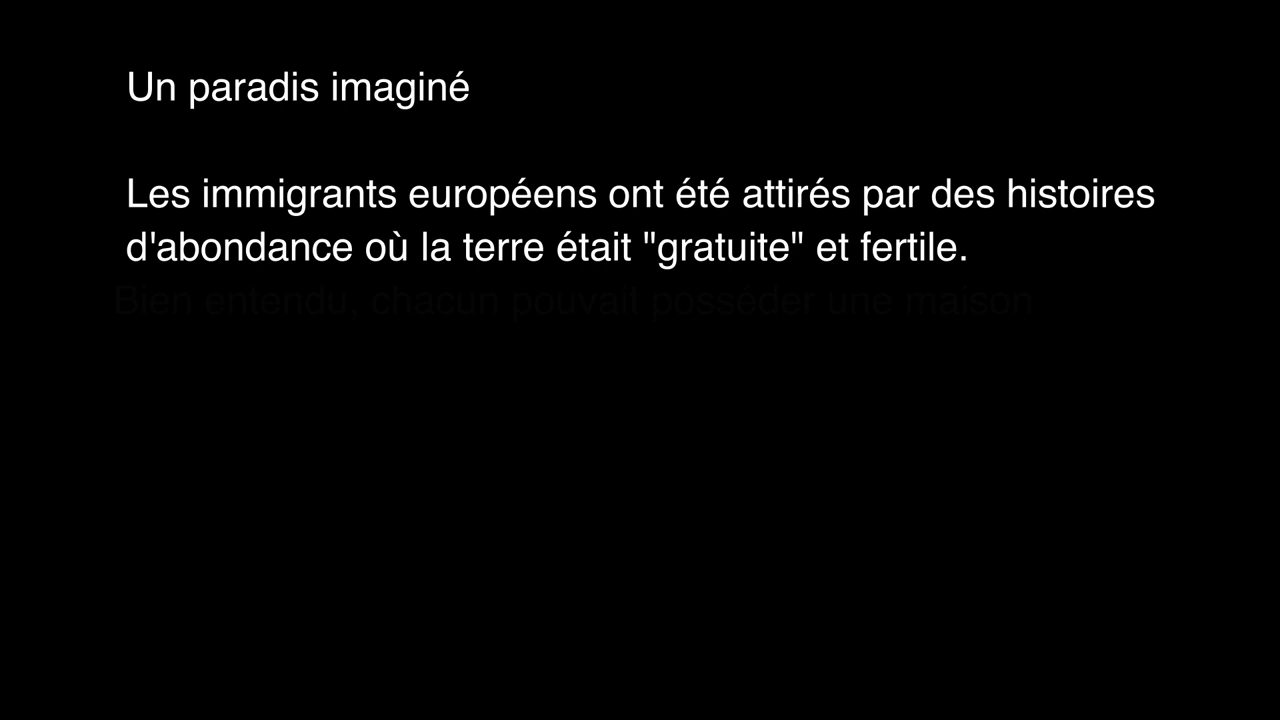 Un paradis imaginé
Les immigrants européens ont été attirés par des histoires
d'abondance où la terre était "gratuite" et fertile.
Bien entendu, chacun pouvait posséder une maison